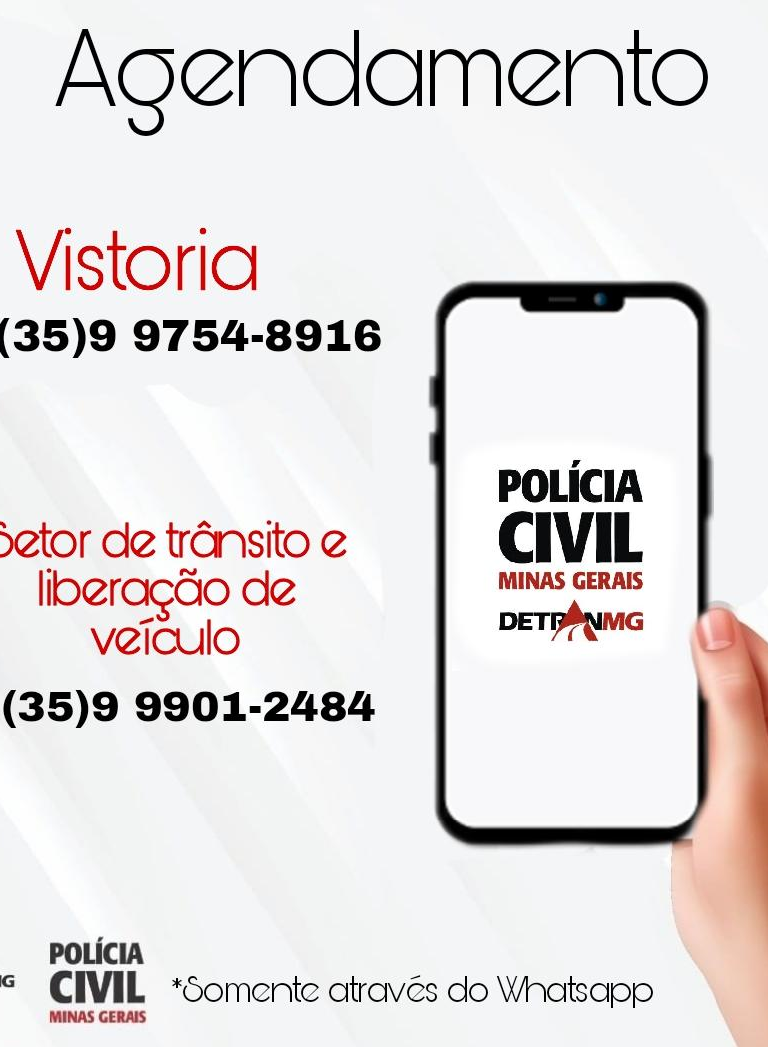 Agendamento
Vistoria
(35)9 9754-8916
Setor de trânsito e
liberação de
veículo
(35)9 9901-2484
POLÍCIA
CIVIL
MINAS GERAIS
DETRANMG
MG
POLÍCIA
CIVIL
MINAS GERAIS
*Somente através do Whatsapp